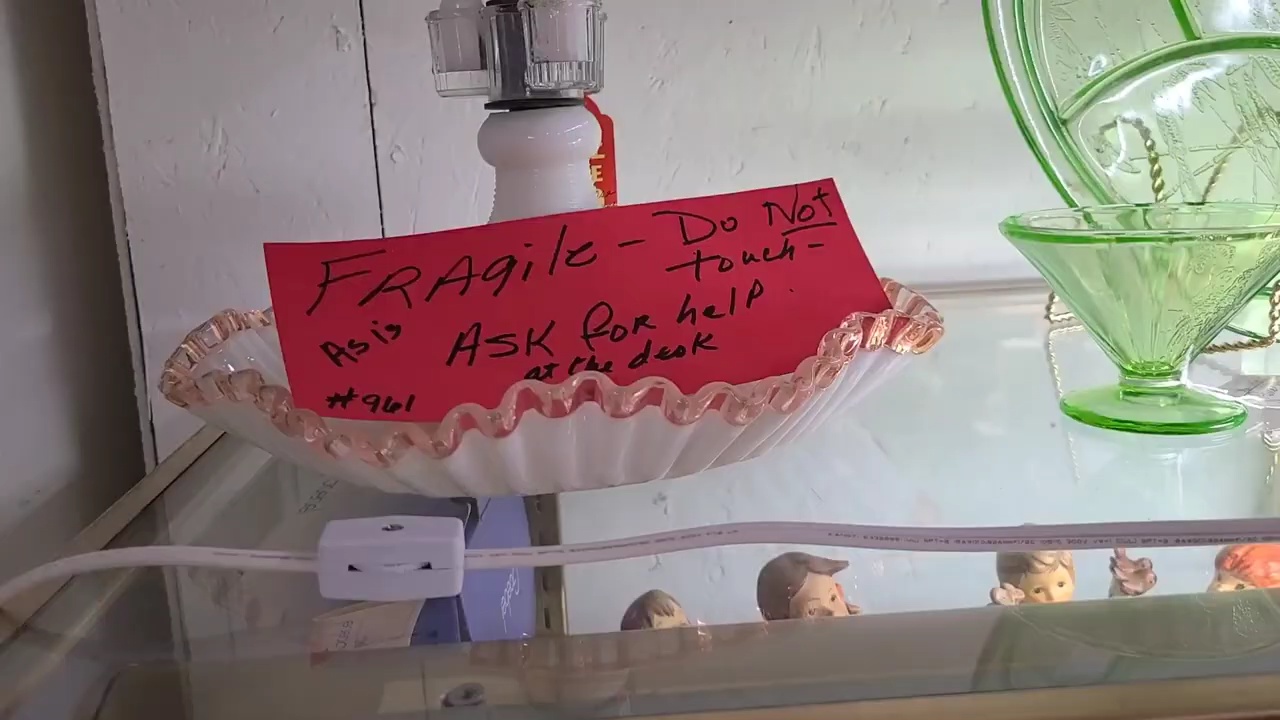 FRAgile - Do Not
touch-
As is
ASK foR help.
at the desk
#961